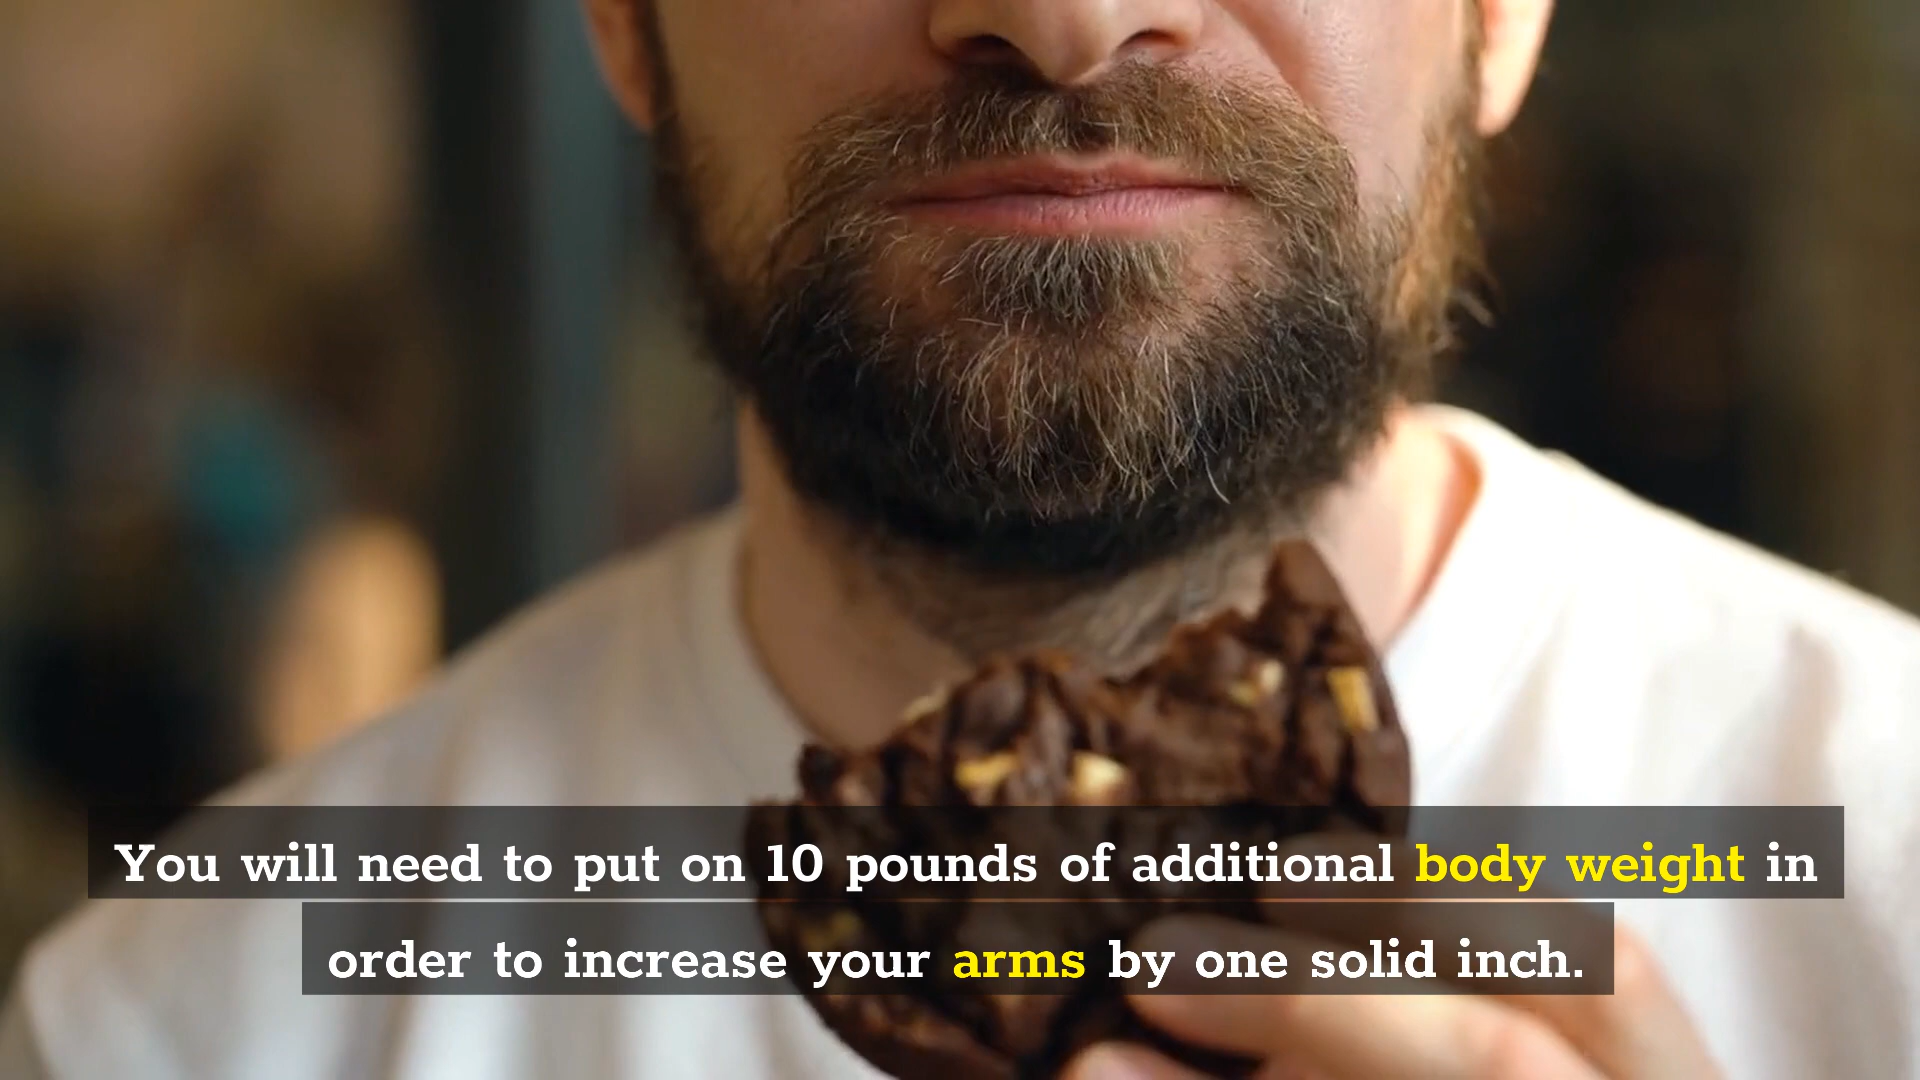 You will need to put on 10 pounds of additional body weight in
order to increase your arms by one solid inch.